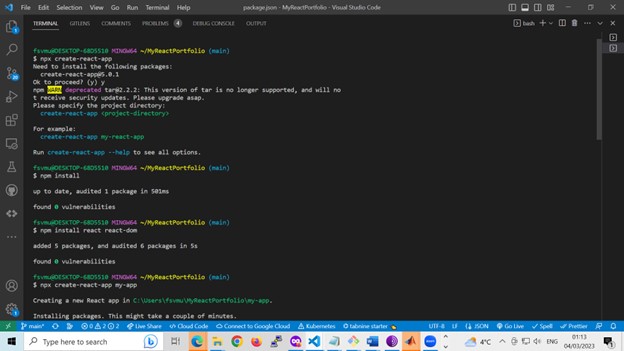 File Edit Selection View Go Run Terminal Help
package.json - MyReactPortfolio - Visual Studio Code
TERMINAL GITLENS COMMENTS PROBLEMS 4 DEBUG CONSOLE OUTPUT
bash
fsvmu@DESKTOP-68D5510 MINGW64 ~/MyReactPortfolio (main)
$ npx create-react-app
Need to install the following packages:
create-react-app@5.0.1
Ok to proceed? (y) y
npm WARN deprecated tar@2.2.2: This version of tar is no longer supported, and will no
t receive security updates. Please upgrade asap.
Please specify the project directory:
create-react-app <project-directory>
For example:
create-react-app my-react-app
Run create-react-app --help to see all options.
fsvmu@DESKTOP-68D5510 MINGW64 ~/MyReactPortfolio (main)
$ npm install
up to date, audited 1 package in 501ms
found 0 vulnerabilities
fsvmu@DESKTOP-68D5510 MINGW64 ~/MyReactPortfolio (main)
$ npm install react react-dom
added 5 packages, and audited 6 packages in 5s
found 0 vulnerabilities
fsvmu@DESKTOP-68D5510 MINGW64 ~/MyReactPortfolio (main)
$ npx create-react-app my-app
Creating a new React app in C:\Users\fsvmu\MyReactPortfolio\my-app.
Installing packages. This might take a couple of minutes.
main* 0 2 2 Live Share Cloud Code Connect to Google Cloud Kubernetes tabnine starter UTF-8 LF JSON Go Live Spell Prettier
Type here to search
4°C
01:13
04/03/2023